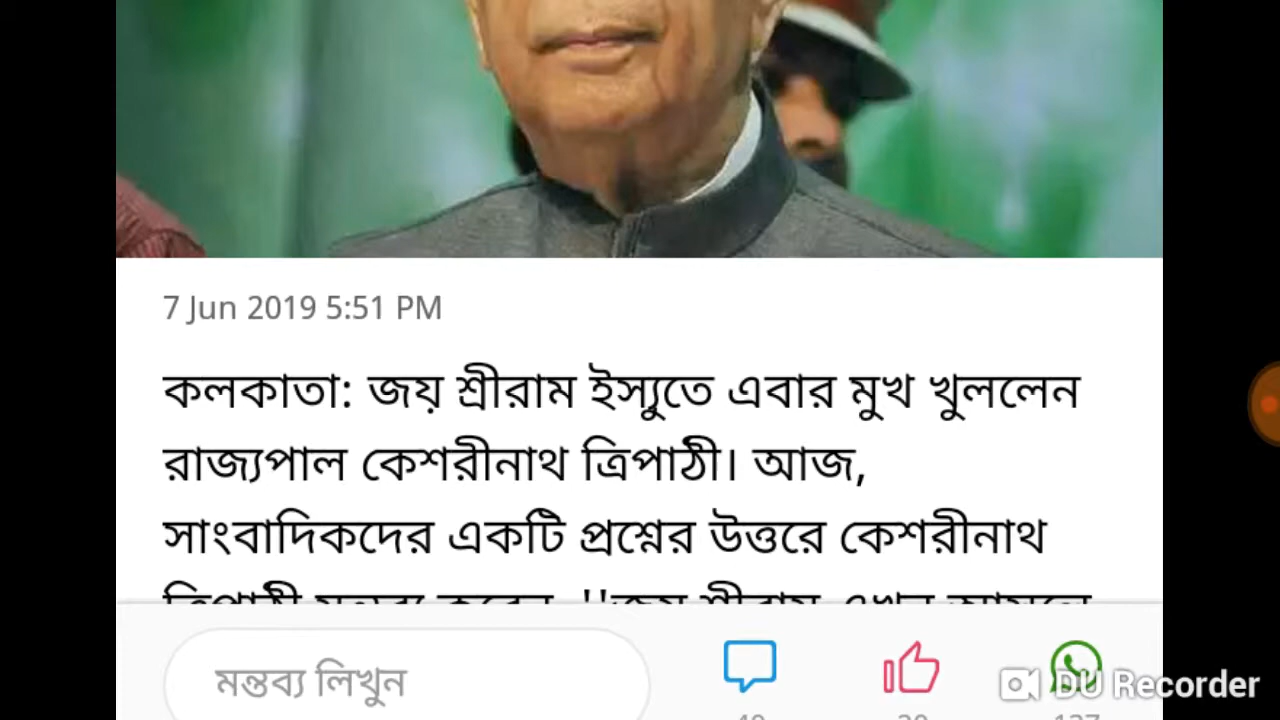 7 Jun 2019 5:51 PM
কলকাতা: জয় শ্রীরাম ইস্যুতে এবার মুখ খুললেন
রাজ্যপাল কেশরীনাথ ত্রিপাঠী। আজ,
সাংবাদিকদের একটি প্রশ্নের উত্তরে কেশরীনাথ
মন্তব্য লিখুন
DU Recorder